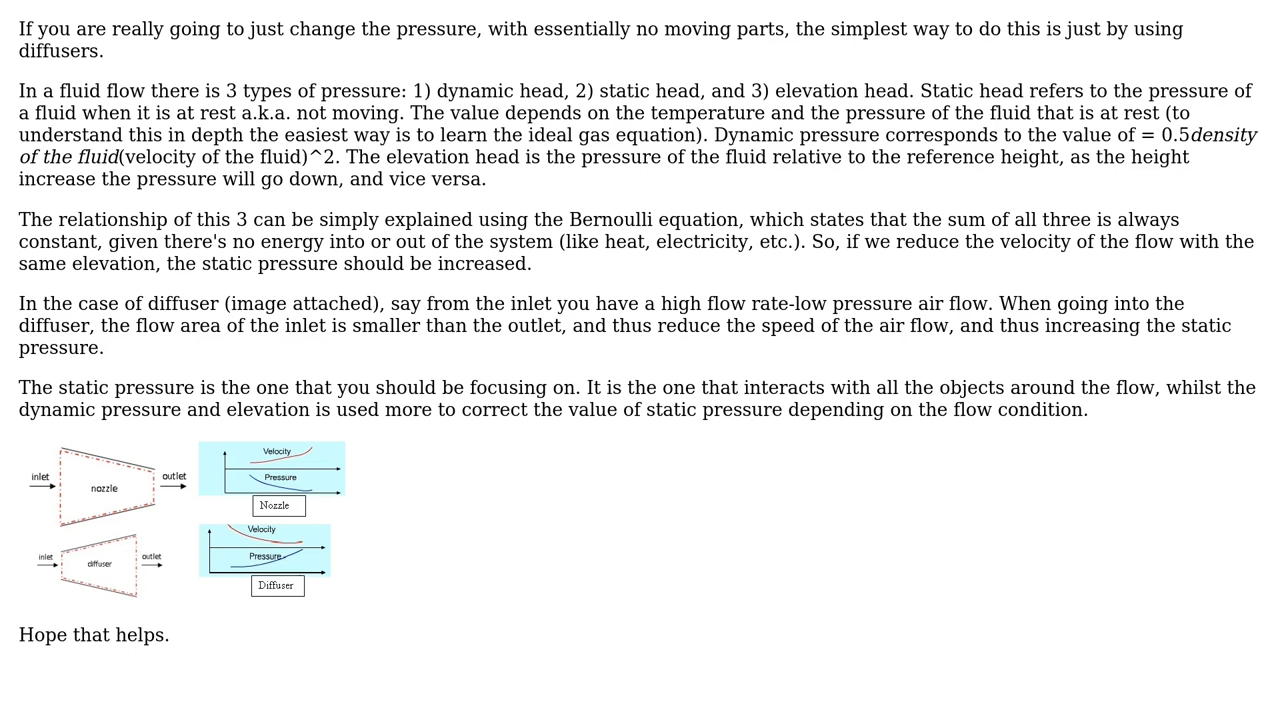 If you are really going to just change the pressure, with essentially no moving parts, the simplest way to do this is just by using
diffusers.
In a fluid flow there is 3 types of pressure: 1) dynamic head, 2) static head, and 3) elevation head. Static head refers to the pressure of
a fluid when it is at rest a.k.a. not moving. The value depends on the temperature and the pressure of the fluid that is at rest (to
understand this in depth the easiest way is to learn the ideal gas equation). Dynamic pressure corresponds to the value of = 0.5density
of the fluid(velocity of the fluid)^2. The elevation head is the pressure of the fluid relative to the reference height, as the height
increase the pressure will go down, and vice versa.
The relationship of this 3 can be simply explained using the Bernoulli equation, which states that the sum of all three is always
constant, given there's no energy into or out of the system (like heat, electricity, etc.). So, if we reduce the velocity of the flow with the
same elevation, the static pressure should be increased.
In the case of diffuser (image attached), say from the inlet you have a high flow rate-low pressure air flow. When going into the
diffuser, the flow area of the inlet is smaller than the outlet, and thus reduce the speed of the air flow, and thus increasing the static
pressure.
The static pressure is the one that you should be focusing on. It is the one that interacts with all the objects around the flow, whilst the
dynamic pressure and elevation is used more to correct the value of static pressure depending on the flow condition.
inlet
nozzle
outlet
Velocity
Pressure
Nozzle
inlet
diffuser
outlet
Velocity
Pressure
Diffuser
Hope that helps.